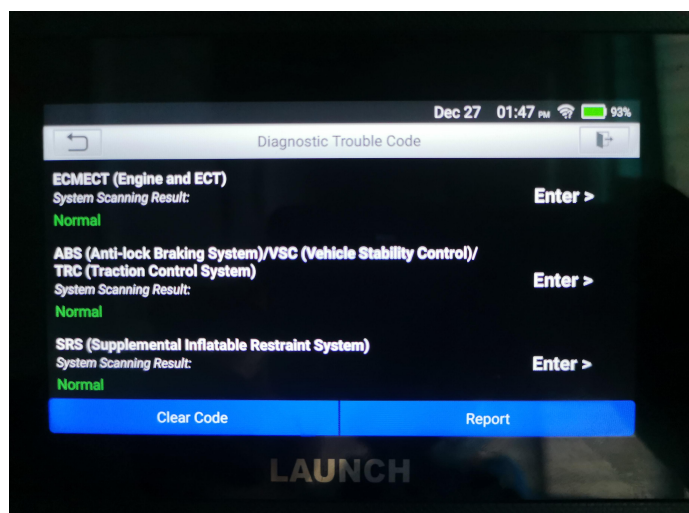 Dec 27 01:47 PM 93%
Diagnostic Trouble Code
ECMECT (Engine and ECT)
System Scanning Result:
Enter >
Normal
ABS (Anti-lock Braking System)/VSC (Vehicle Stability Control)/
TRC (Traction Control System)
System Scanning Result:
Enter >
Normal
SRS (Supplemental Inflatable Restraint System)
System Scanning Result:
Enter >
Normal
Clear Code Report
LAUNCH